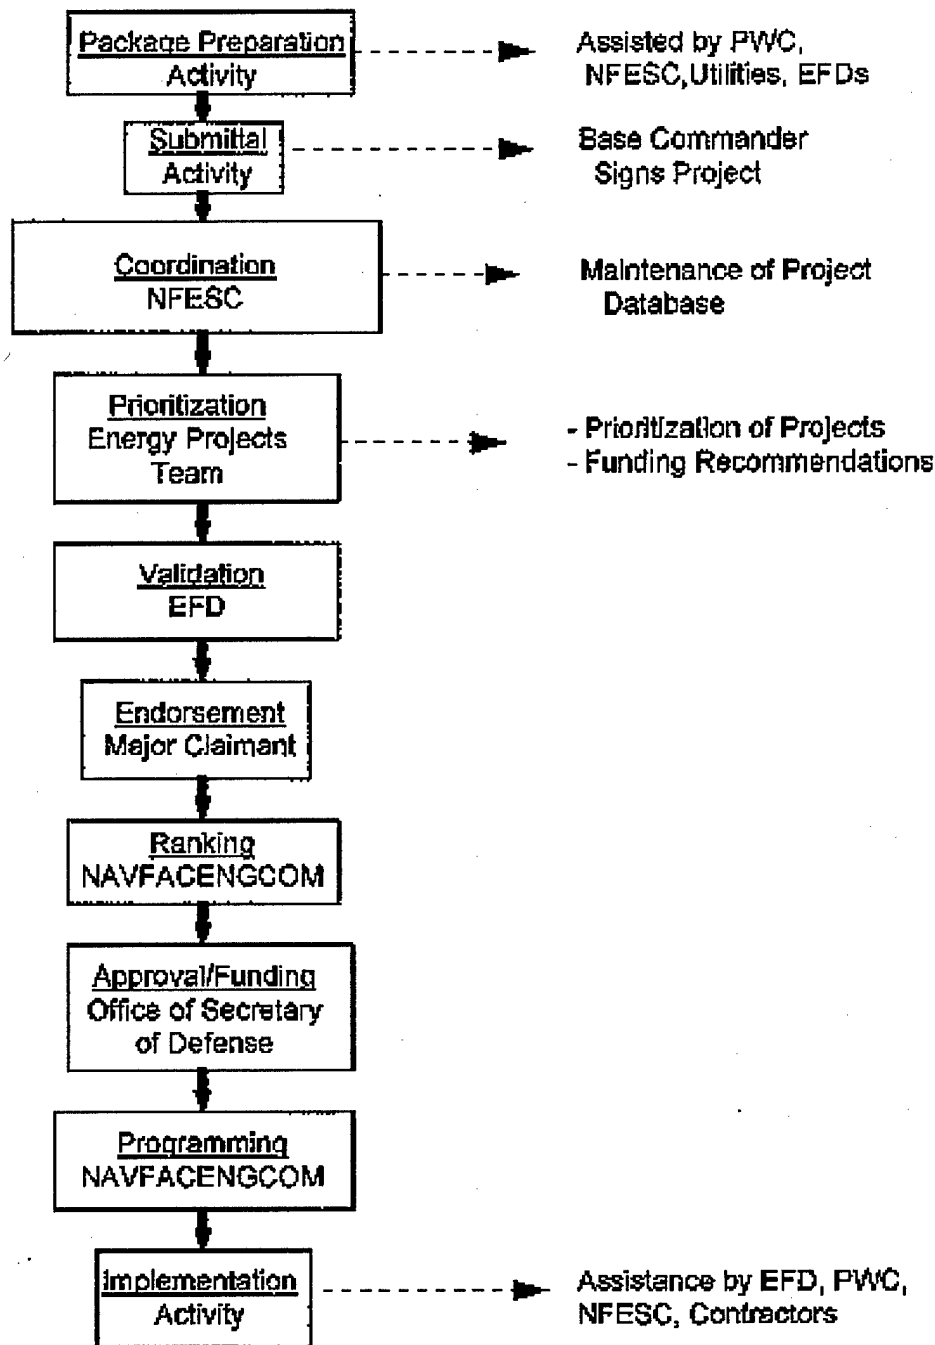 Package Preparation
Activity
Assisted by PWC,
NFESC,Utilities, EFDs
Submittal
Activity
Base Commander
Signs Project
Coordination
NFESC
Maintenance of Project
Database
Prioritization
Energy Projects
Team
- Prioritization of Projects
- Funding Recommendations
Validation
EFD
Endorsement
Major Claimant
Ranking
NAVFACENGCOM
Approval/Funding
Office of Secretary
of Defense
Programming
NAVFACENGCOM
Implementation
Activity
Assistance by EFD, PWC,
NFESC, Contractors